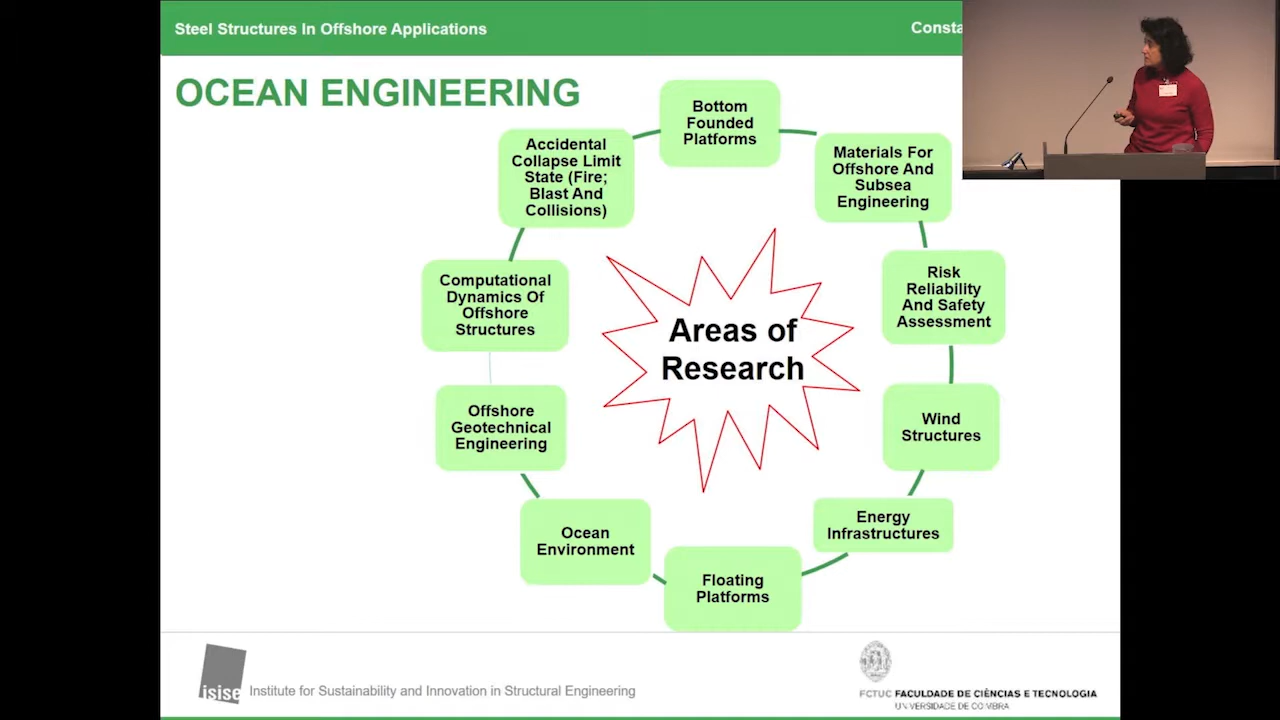 Steel Structures In Offshore Applications
Consta
OCEAN ENGINEERING
Bottom
Founded
Platforms
Materials For
Offshore And
Subsea
Engineering
Risk
Reliability
And Safety
Assessment
Wind
Structures
Energy
Infrastructures
Floating
Platforms
Ocean
Environment
Offshore
Geotechnical
Engineering
Computational
Dynamics Of
Offshore
Structures
Accidental
Collapse Limit
State (Fire;
Blast And
Collisions)
Areas of
Research
isise Institute for Sustainability and Innovation in Structural Engineering
FCTUC FACULDADE DE CIÊNCIAS E TECNOLOGIA
UNIVERSIDADE DE COIMBRA